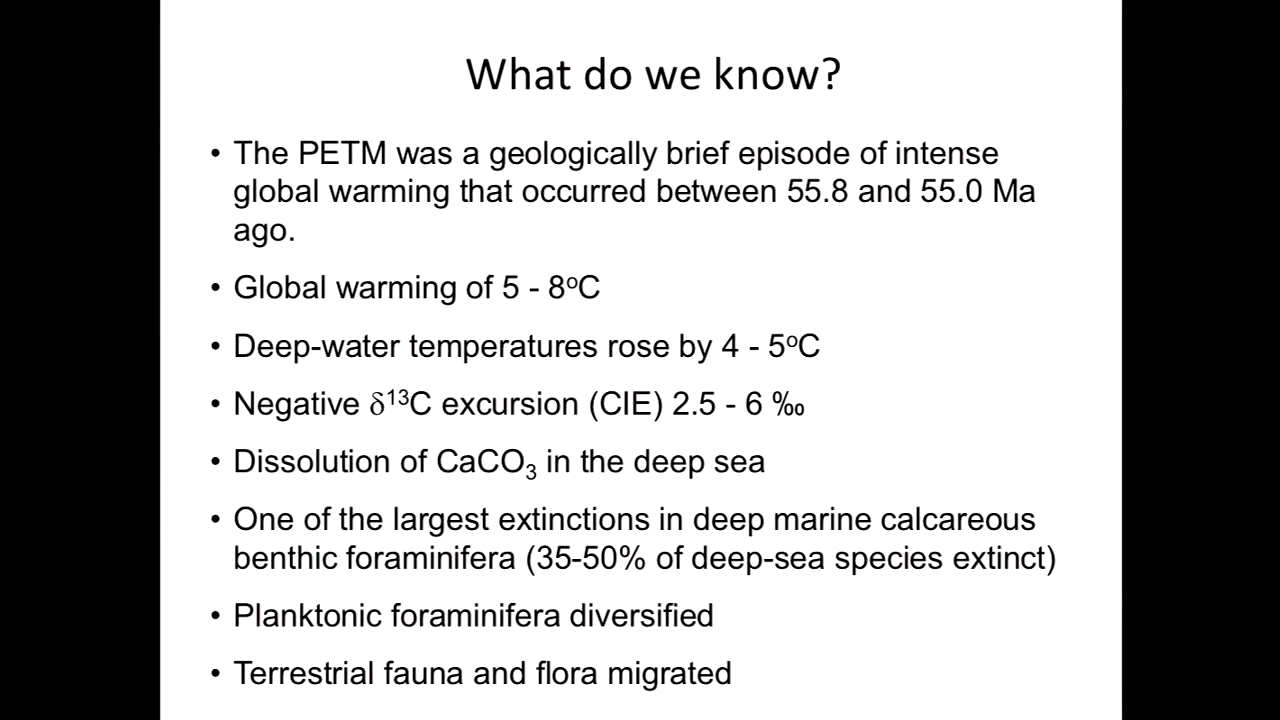 What do we know?
• The PETM was a geologically brief episode of intense
global warming that occurred between 55.8 and 55.0 Ma
ago.
• Global warming of 5 - 8ºC
• Deep-water temperatures rose by 4 - 5ºC
• Negative δ¹³C excursion (CIE) 2.5 - 6 ‰
• Dissolution of CaCO₃ in the deep sea
• One of the largest extinctions in deep marine calcareous
benthic foraminifera (35-50% of deep-sea species extinct)
• Planktonic foraminifera diversified
• Terrestrial fauna and flora migrated